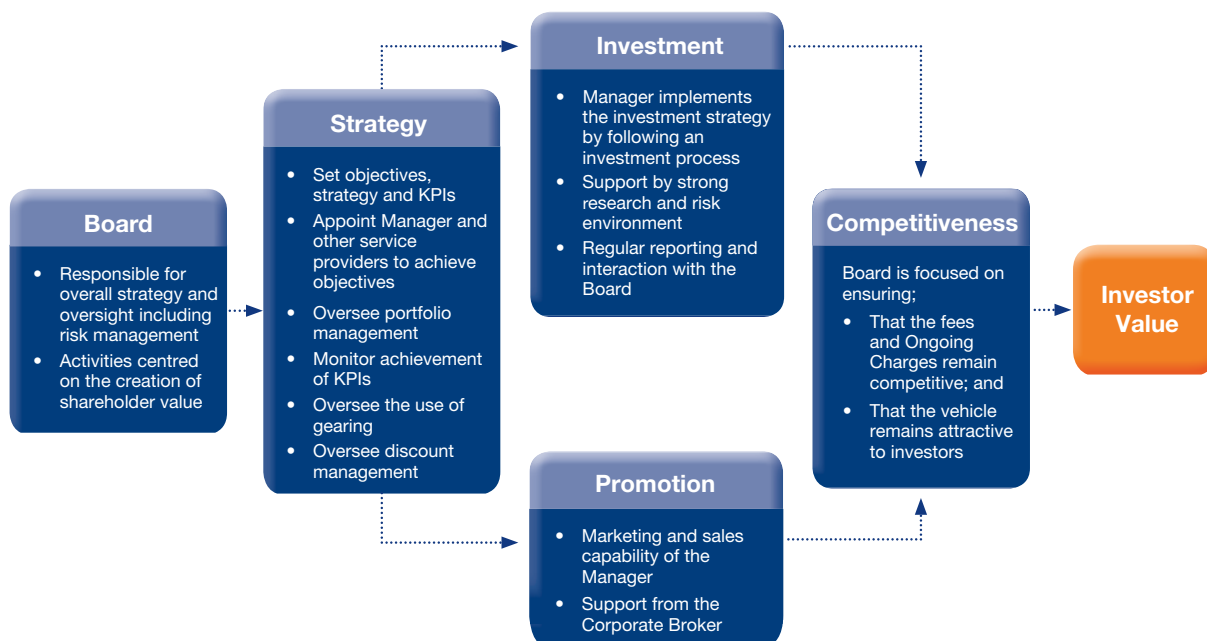 Board
• Responsible for
overall strategy and
oversight including
risk management
• Activities centred
on the creation of
shareholder value
Strategy
• Set objectives,
strategy and KPIs
• Appoint Manager and
other service
providers to achieve
objectives
• Oversee portfolio
management
• Monitor achievement
of KPIs
• Oversee the use of
gearing
• Oversee discount
management
Investment
• Manager implements
the investment strategy
by following an
investment process
• Support by strong
research and risk
environment
• Regular reporting and
interaction with the
Board
Promotion
• Marketing and sales
capability of the
Manager
• Support from the
Corporate Broker
Competitiveness
Board is focused on
ensuring;
• That the fees
and Ongoing
Charges remain
competitive; and
• That the vehicle
remains attractive
to investors
Investor
Value